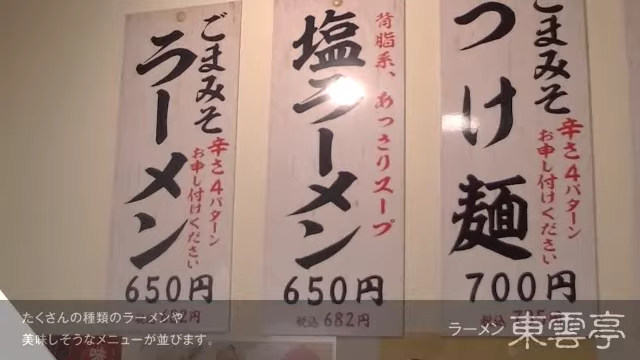 ごまみそ
つけ麺
辛さ4パターン
お申し付けください
700円
背脂系、あっさりスープ
塩ラーメン
650円
税込682円
ごまみそ
ラーメン
辛さ4パターン
お申し付けください
650円
たくさんの種類のラーメンや
美味しそうなメニューが並びます。
ラーメン 東雲亭